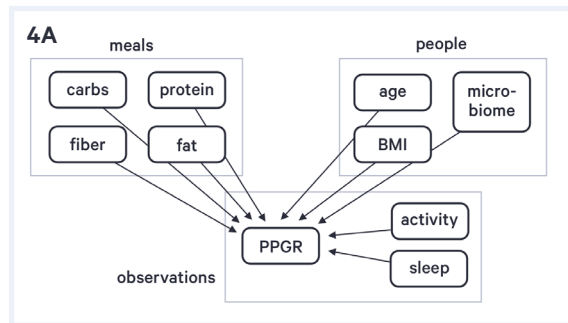 4A
meals
people
carbs
protein
age
micro-
biome
fiber
fat
BMI
activity
PPGR
sleep
observations